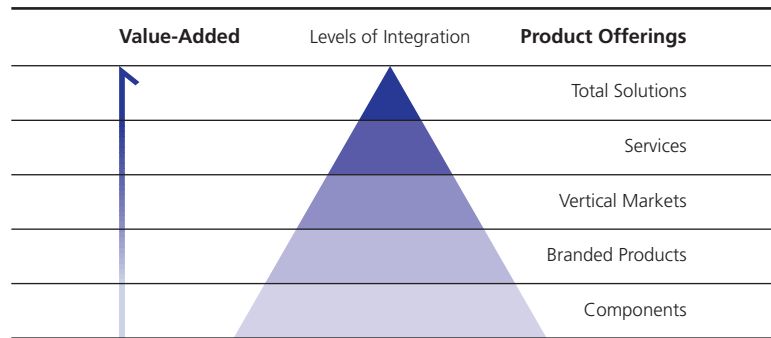 Value-Added Levels of Integration Product Offerings
Total Solutions
Services
Vertical Markets
Branded Products
Components